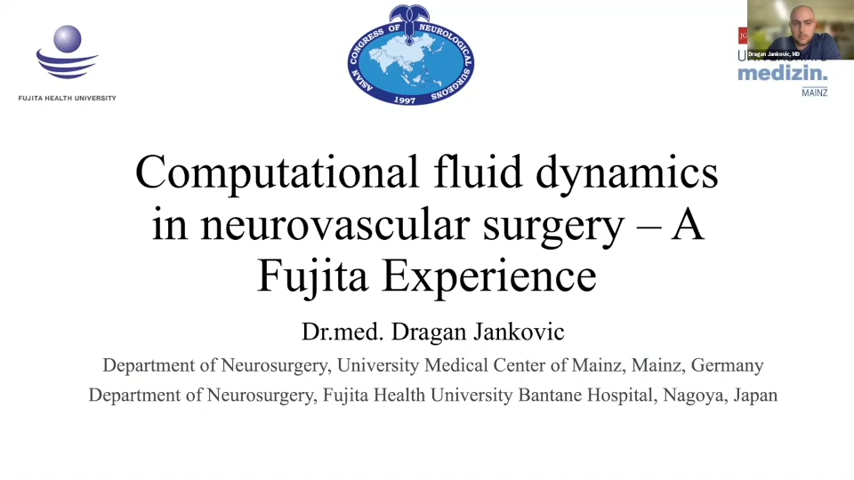 FUJITA HEALTH UNIVERSITY
ASIAN CONGRESS OF NEUROLOGICAL SURGEONS
1997
Dragan Jankovic, MD
medizin.
MAINZ
Computational fluid dynamics
in neurovascular surgery – A
Fujita Experience
Dr.med. Dragan Jankovic
Department of Neurosurgery, University Medical Center of Mainz, Mainz, Germany
Department of Neurosurgery, Fujita Health University Bantane Hospital, Nagoya, Japan